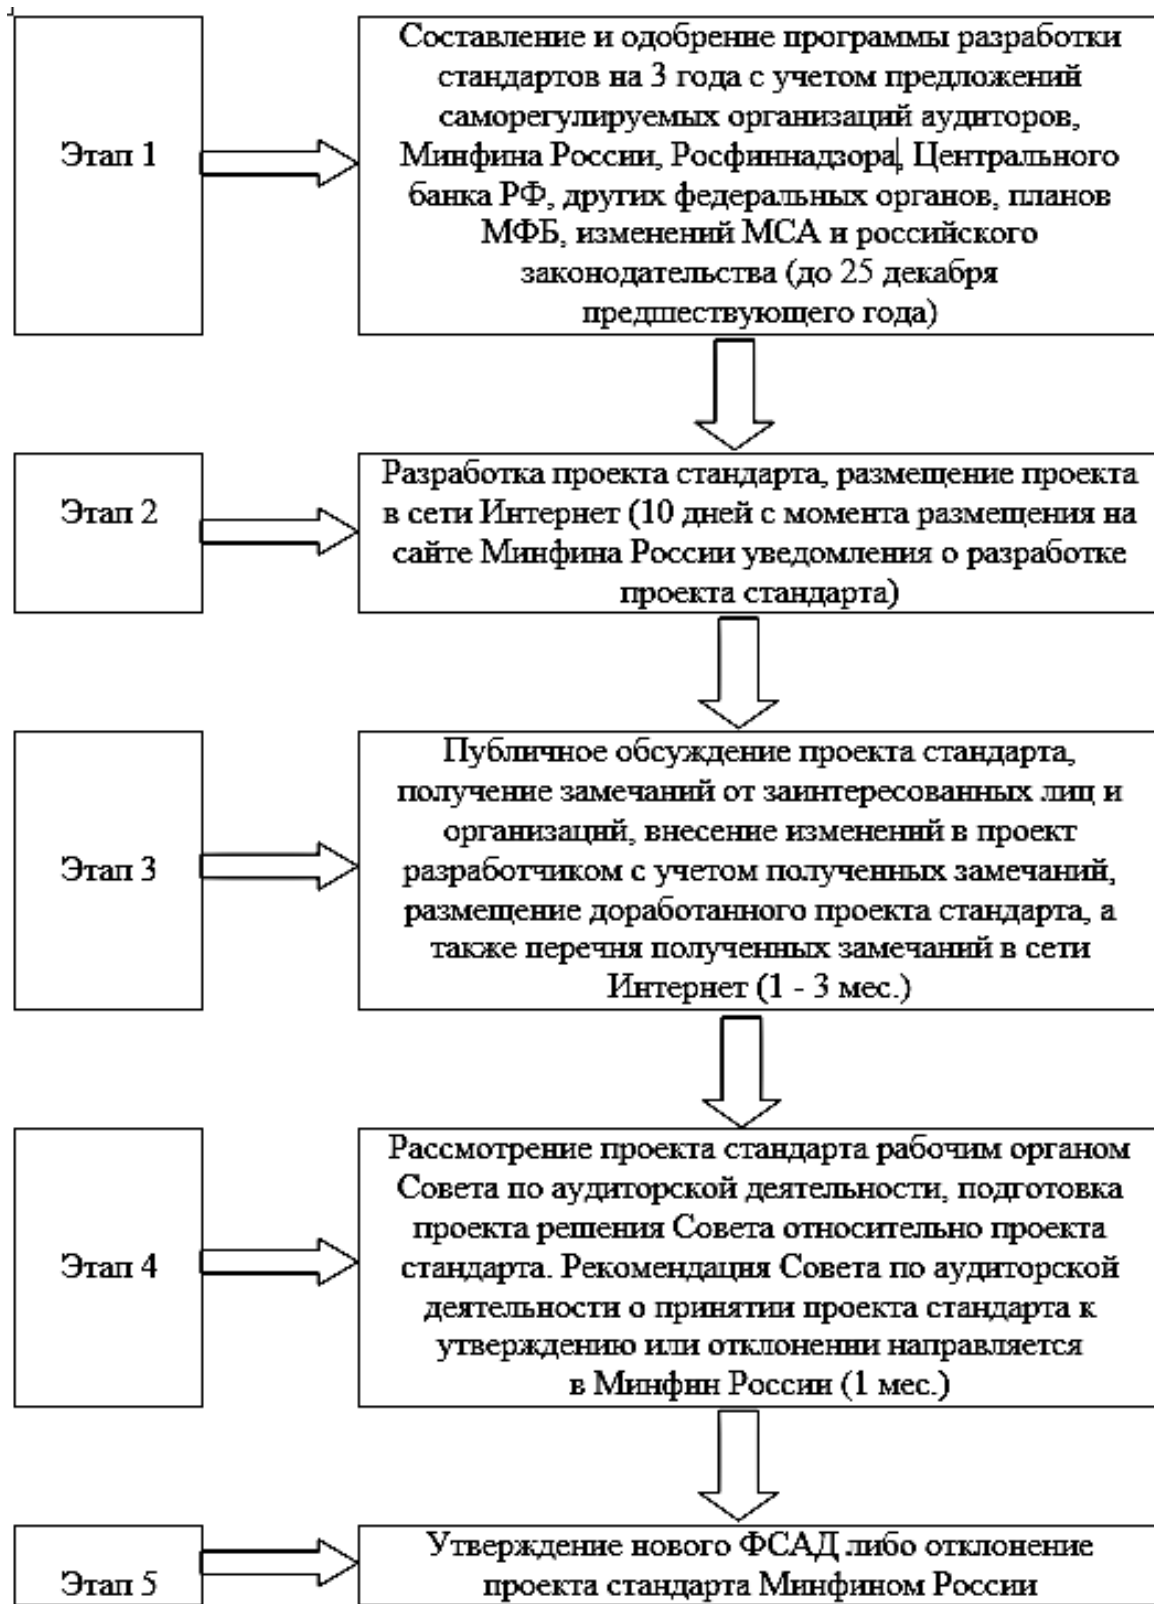 Этап 1
Составление и одобрение программы разработки
стандартов на 3 года с учетом предложений
саморегулируемых организаций аудиторов,
Минфина России, Росфиннадзора, Центрального
банка РФ, других федеральных органов, планов
МФБ, изменений МСА и российского
законодательства (до 25 декабря
предшествующего года)
Этап 2
Разработка проекта стандарта, размещение проекта
в сети Интернет (10 дней с момента размещения на
сайте Минфина России уведомления о разработке
проекта стандарта)
Этап 3
Публичное обсуждение проекта стандарта,
получение замечаний от заинтересованных лиц и
организаций, внесение изменений в проект
разработчиком с учетом полученных замечаний,
размещение доработанного проекта стандарта, а
также перечня полученных замечаний в сети
Интернет (1 - 3 мес.)
Этап 4
Рассмотрение проекта стандарта рабочим органом
Совета по аудиторской деятельности, подготовка
проекта решения Совета относительно проекта
стандарта. Рекомендация Совета по аудиторской
деятельности о принятии проекта стандарта к
утверждению или отклонении направляется
в Минфин России (1 мес.)
Этап 5
Утверждение нового ФСАД либо отклонение
проекта стандарта Минфином России